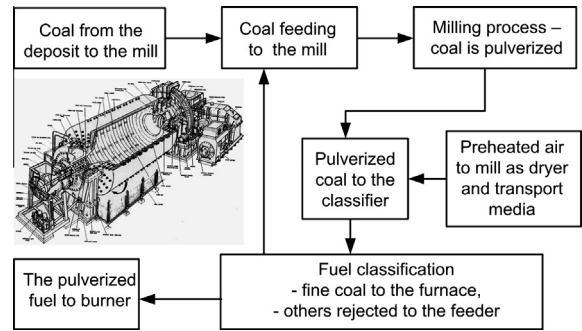 Coal from the
deposit to the mill
Coal feeding
to the mill
Milling process –
coal is pulverized
Pulverized
coal to the
classifier
Preheated air
to mill as dryer
and transport
media
Fuel classification
- fine coal to the furnace,
- others rejected to the feeder
The pulverized
fuel to burner